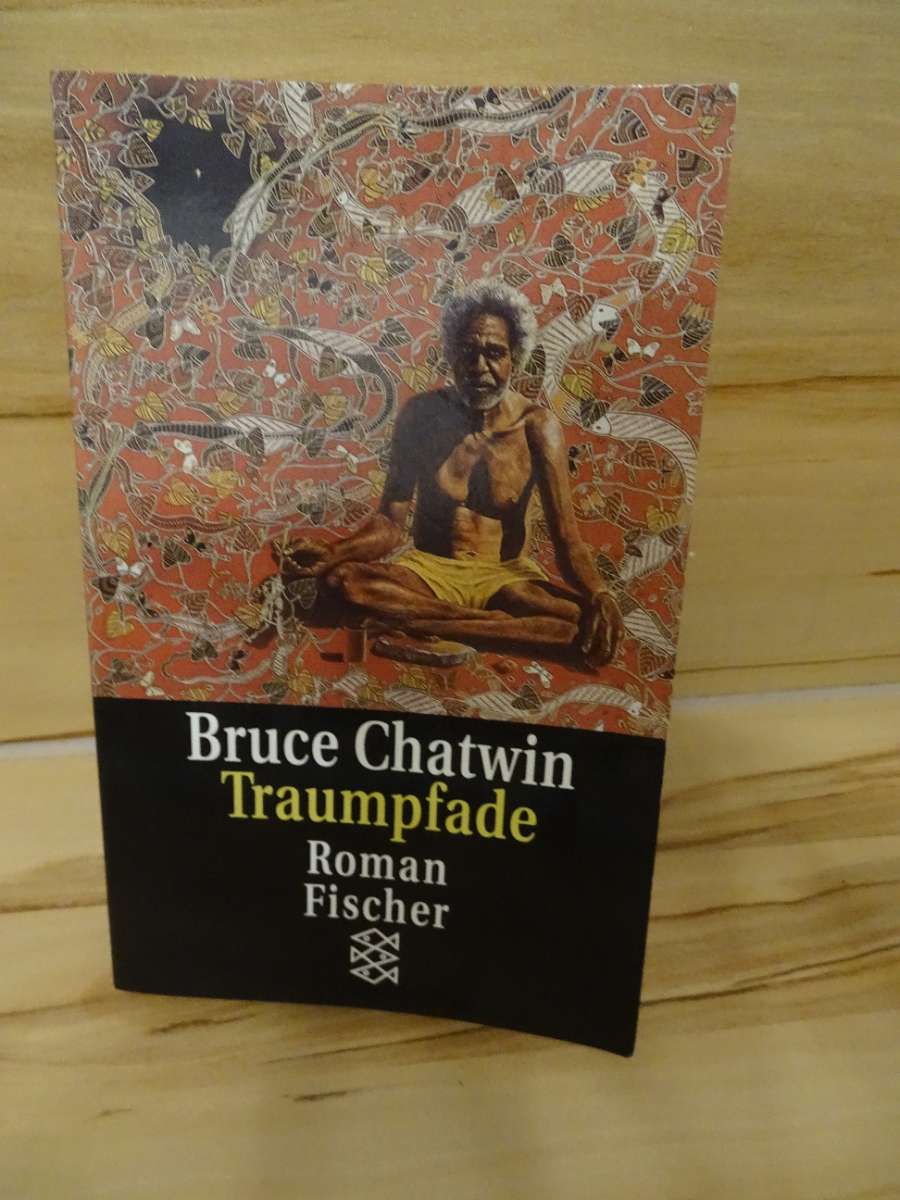 Bruce Chatwin
Traumpfade
Roman
Fischer